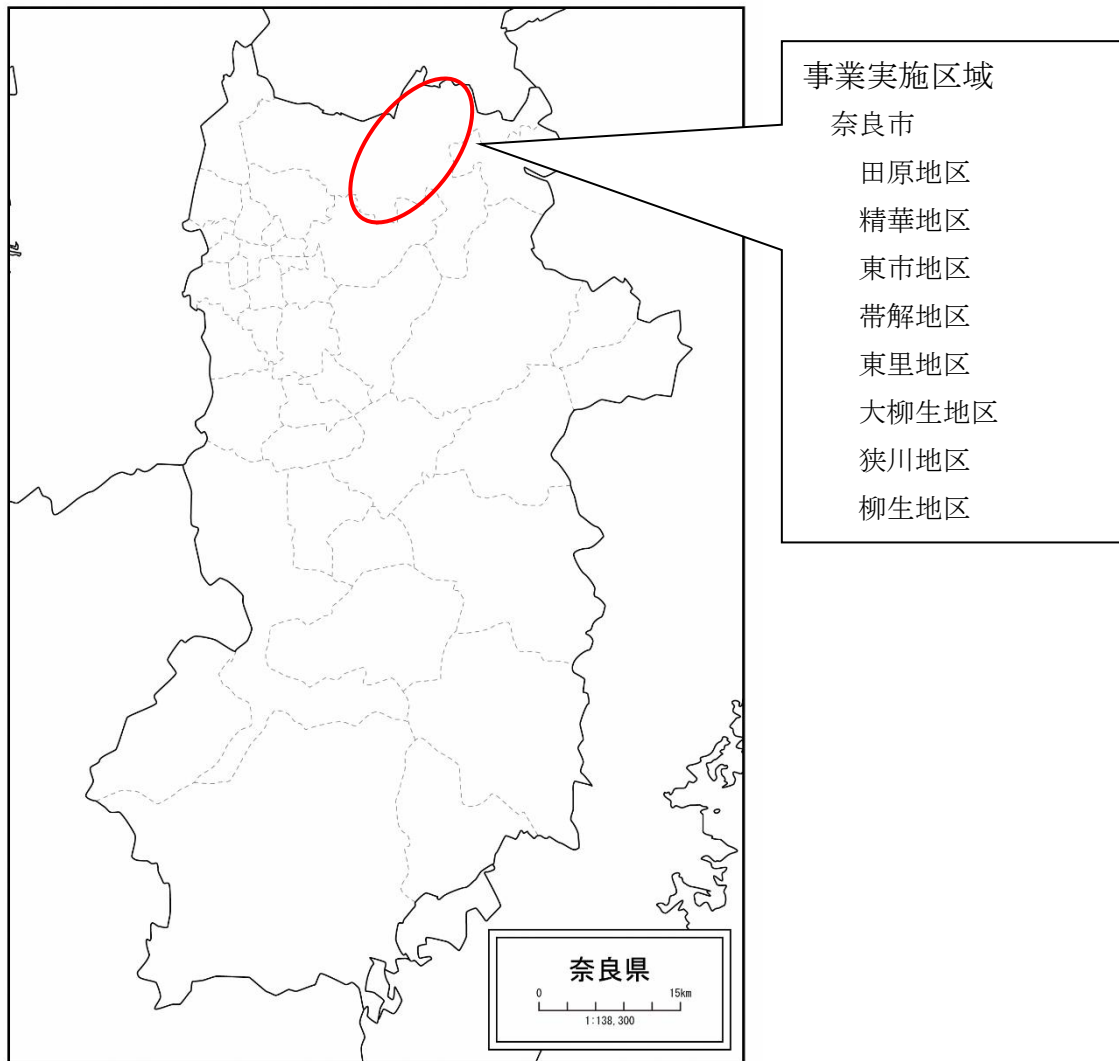 事業実施区域
奈良市
田原地区
精華地区
東市地区
帯解地区
東里地区
大柳生地区
狭川地区
柳生地区
奈良県
0 15km
1:138,300